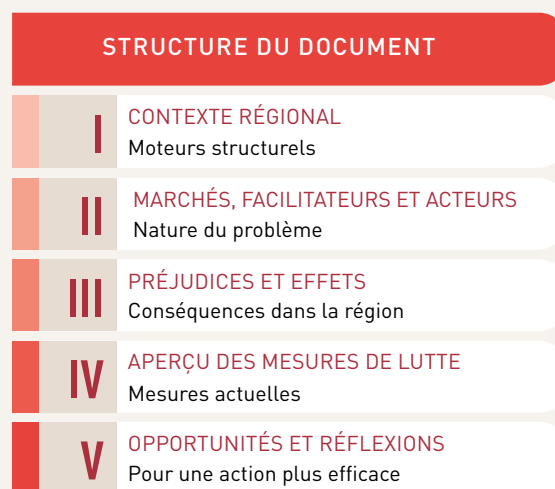 STRUCTURE DU DOCUMENT
I
CONTEXTE RÉGIONAL
Moteurs structurels
II
MARCHÉS, FACILITATEURS ET ACTEURS
Nature du problème
III
PRÉJUDICES ET EFFETS
Conséquences dans la région
IV
APERÇU DES MESURES DE LUTTE
Mesures actuelles
V
OPPORTUNITÉS ET RÉFLEXIONS
Pour une action plus efficace